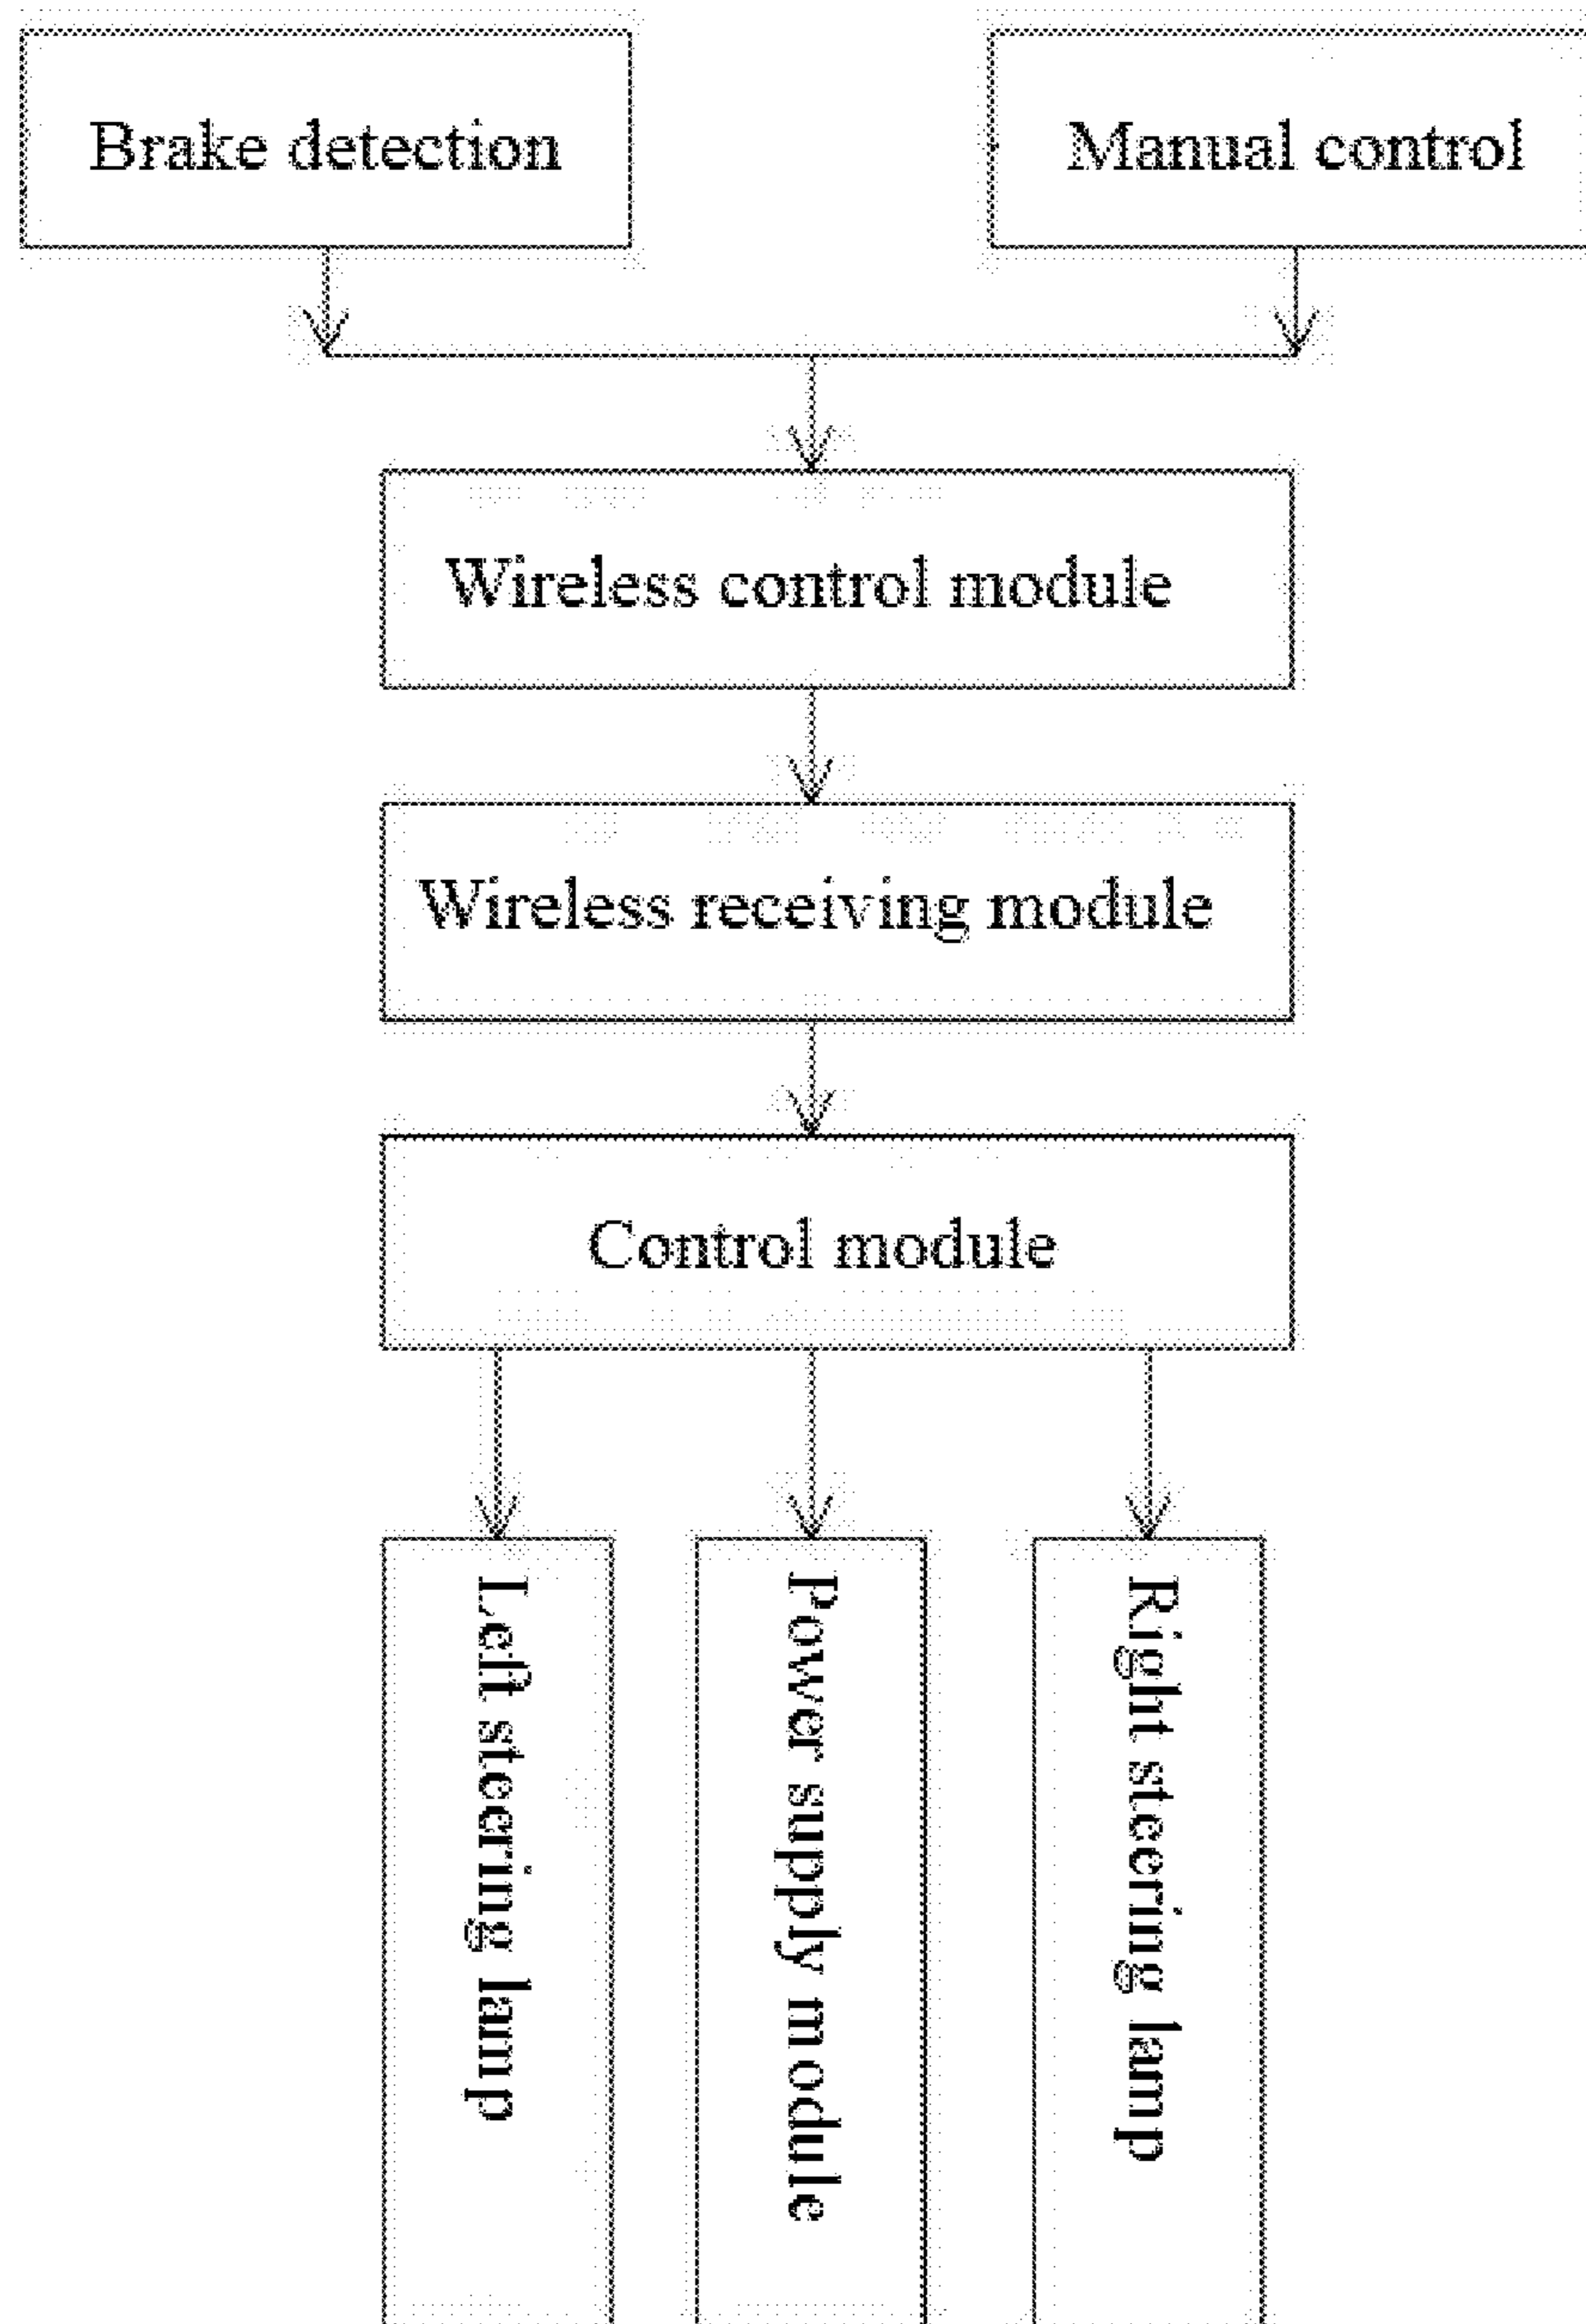 Brake detection
Manual control
Wireless control module
Wireless receiving module
Control module
Left steering lamp
Power supply module
Right steering lamp